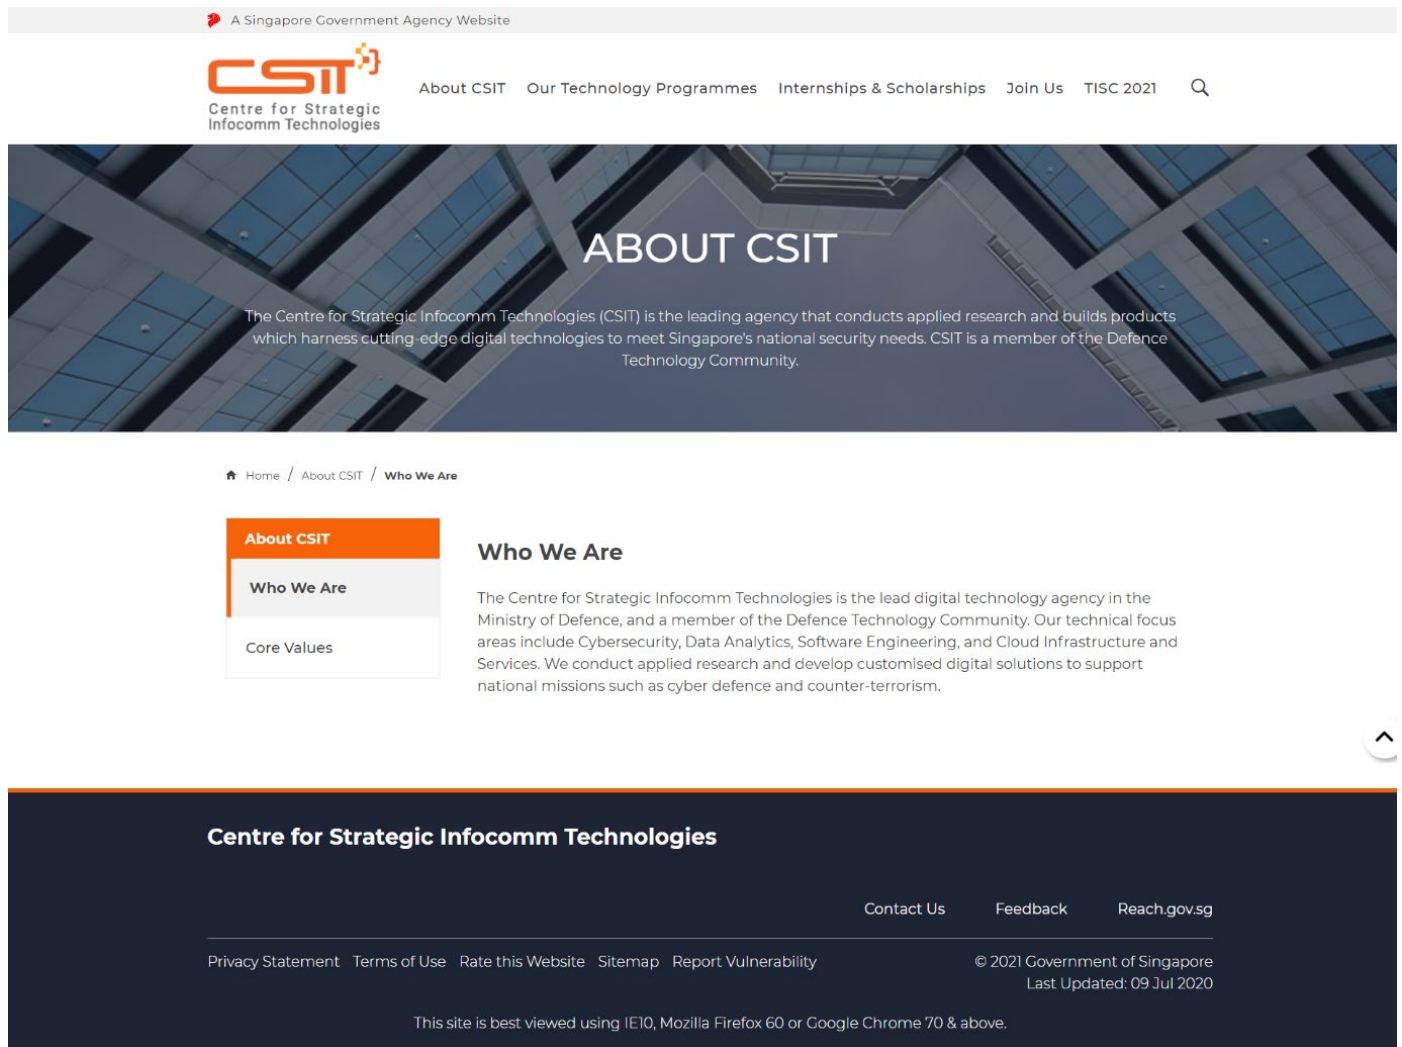 A Singapore Government Agency Website
CSIT
Centre for Strategic
Infocomm Technologies
About CSIT Our Technology Programmes Internships & Scholarships Join Us TISC 2021
ABOUT CSIT
The Centre for Strategic Infocomm Technologies (CSIT) is the leading agency that conducts applied research and builds products
which harness cutting-edge digital technologies to meet Singapore's national security needs. CSIT is a member of the Defence
Technology Community.
Home / About CSIT / Who We Are
About CSIT
Who We Are
Core Values
Who We Are
The Centre for Strategic Infocomm Technologies is the lead digital technology agency in the
Ministry of Defence, and a member of the Defence Technology Community. Our technical focus
areas include Cybersecurity, Data Analytics, Software Engineering, and Cloud Infrastructure and
Services. We conduct applied research and develop customised digital solutions to support
national missions such as cyber defence and counter-terrorism.
Centre for Strategic Infocomm Technologies
Contact Us Feedback Reach.gov.sg
Privacy Statement Terms of Use Rate this Website Sitemap Report Vulnerability
© 2021 Government of Singapore
Last Updated: 09 Jul 2020
This site is best viewed using IE10, Mozilla Firefox 60 or Google Chrome 70 & above.